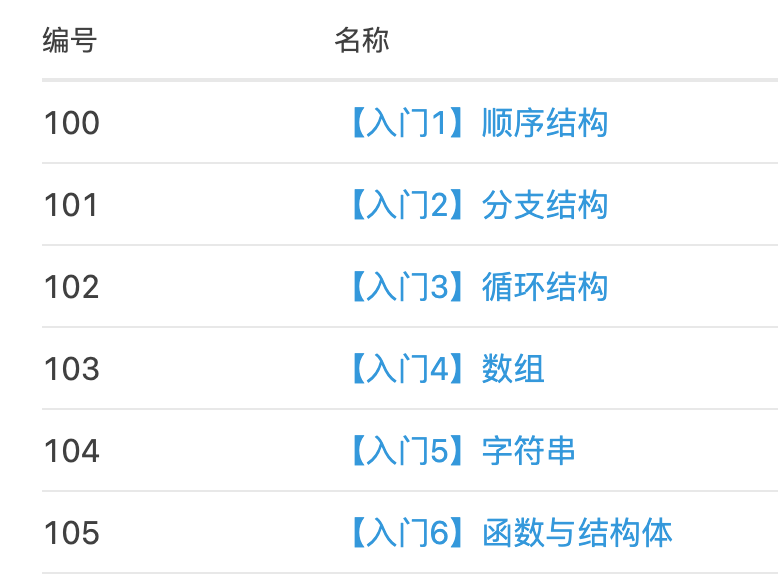 编号 名称
100 【入门1】顺序结构
101 【入门2】分支结构
102 【入门3】循环结构
103 【入门4】数组
104 【入门5】字符串
105 【入门6】函数与结构体